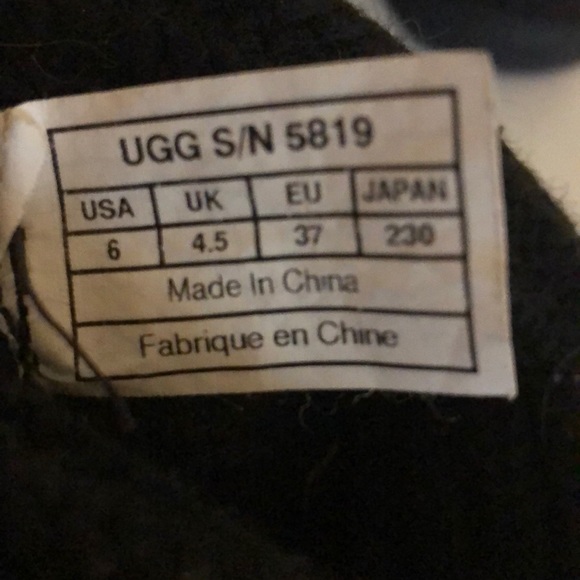 UGG S/N 5819
USA UK EU JAPAN
6 4.5 37 230
Made In China
Fabrique en Chine